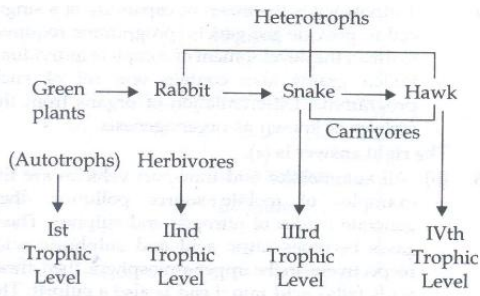 Heterotrophs
Green plants Rabbit Snake Hawk
Carnivores
(Autotrophs) Herbivores
Ist Trophic Level IInd Trophic Level IIIrd Trophic Level IVth Trophic Level